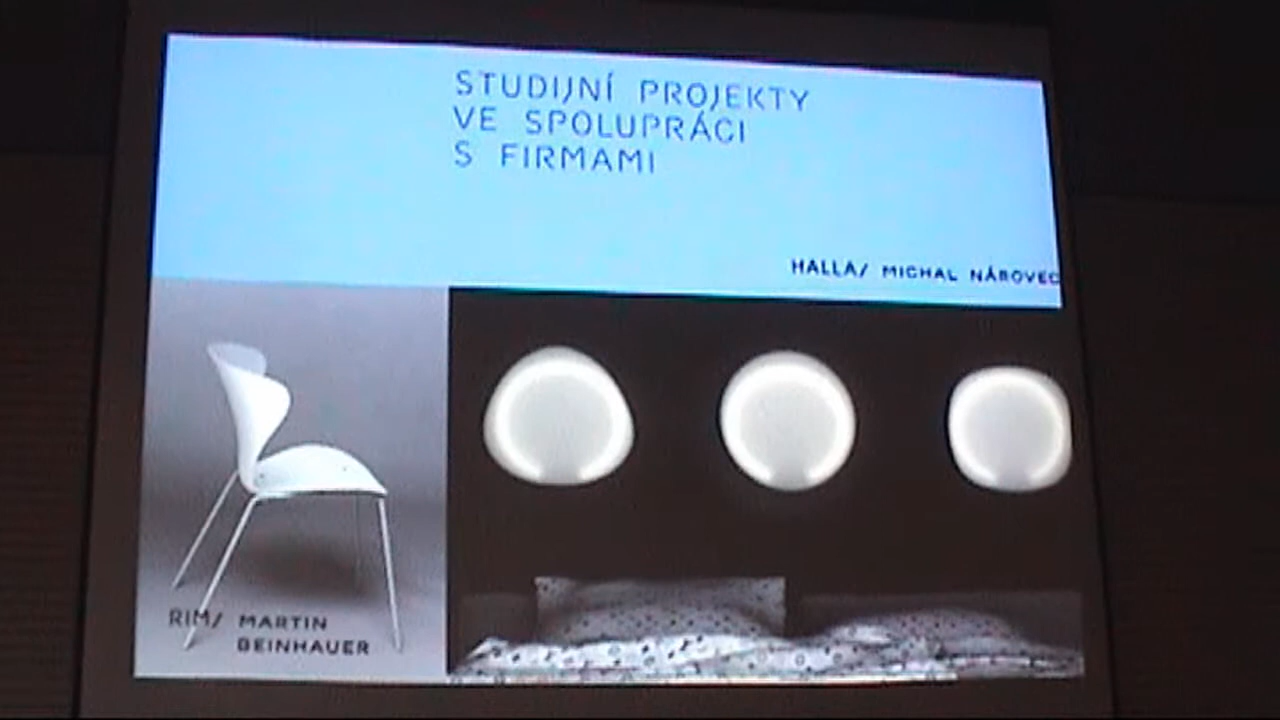 STUDIJNÍ PROJEKTY
VE SPOLUPRÁCI
S FIRMAMI
HALLA/ MICHAL NÁROVEC
RIM/ MARTIN
BEINHAUER